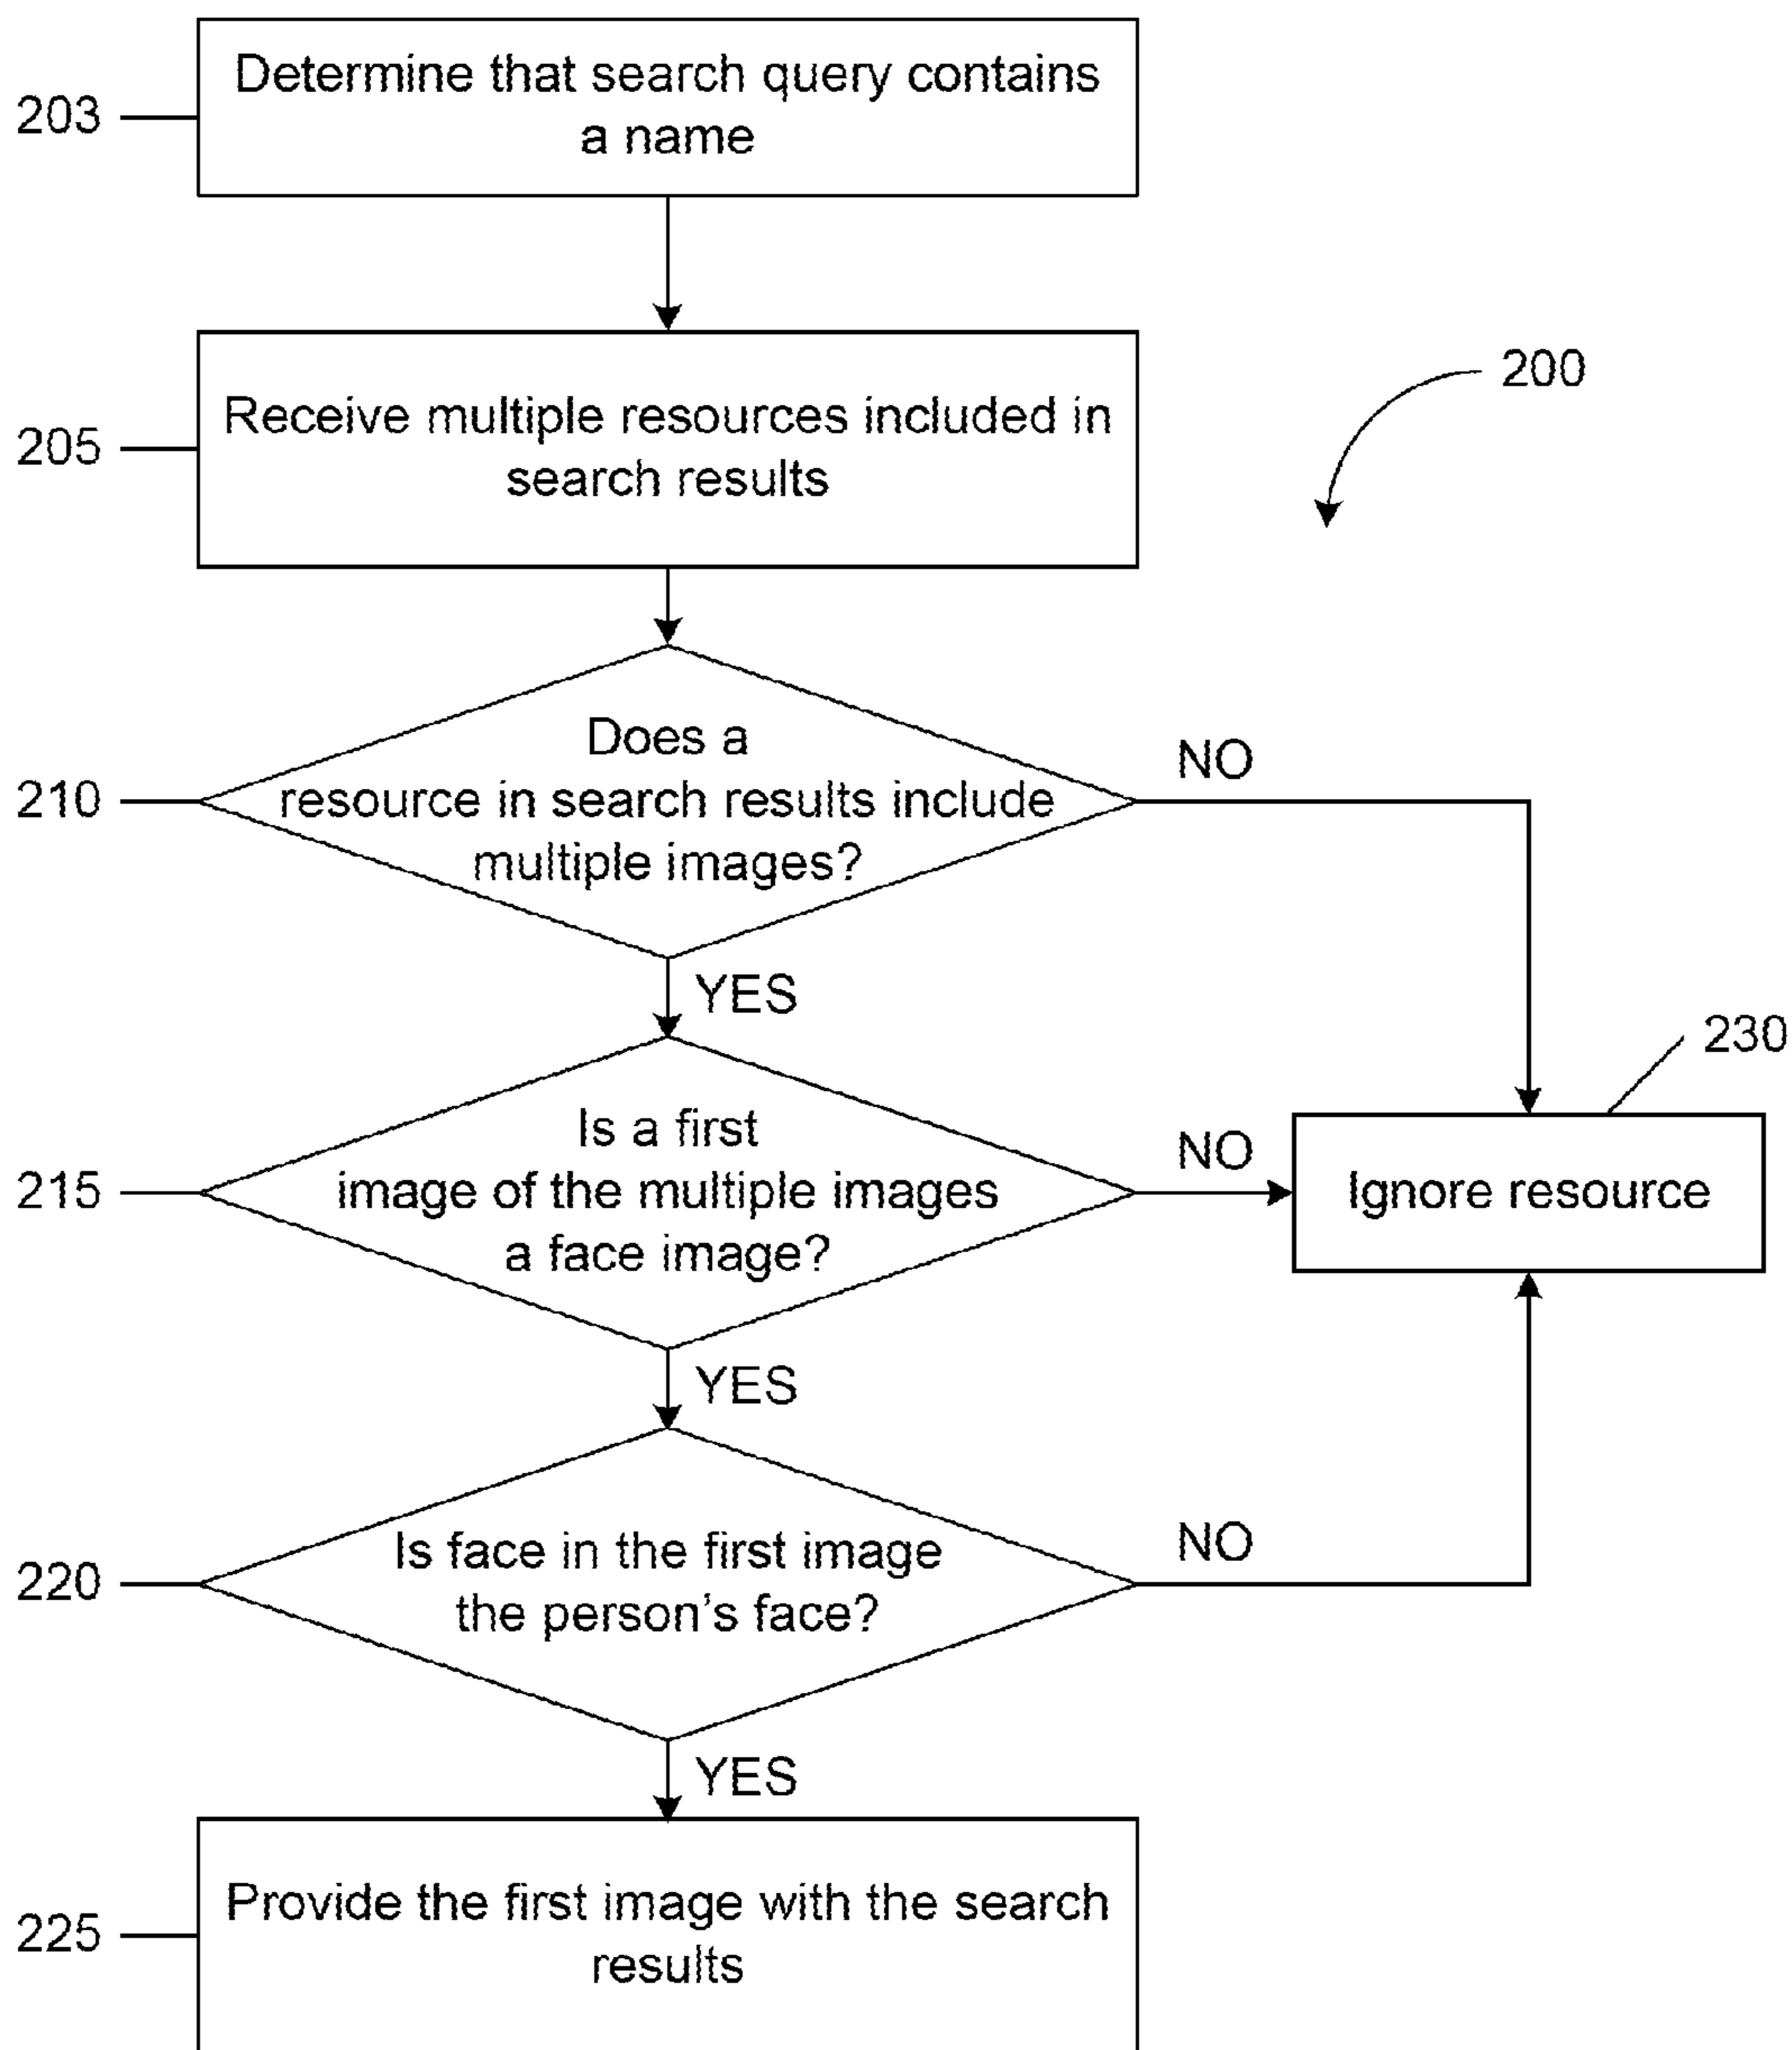 203
Determine that search query contains
a name
205
Receive multiple resources included in
search results
200
210
Does a
resource in search results include
multiple images?
NO
YES
230
215
Is a first
image of the multiple images
a face image?
NO
Ignore resource
YES
220
Is face in the first image
the person's face?
NO
YES
225
Provide the first image with the search
results